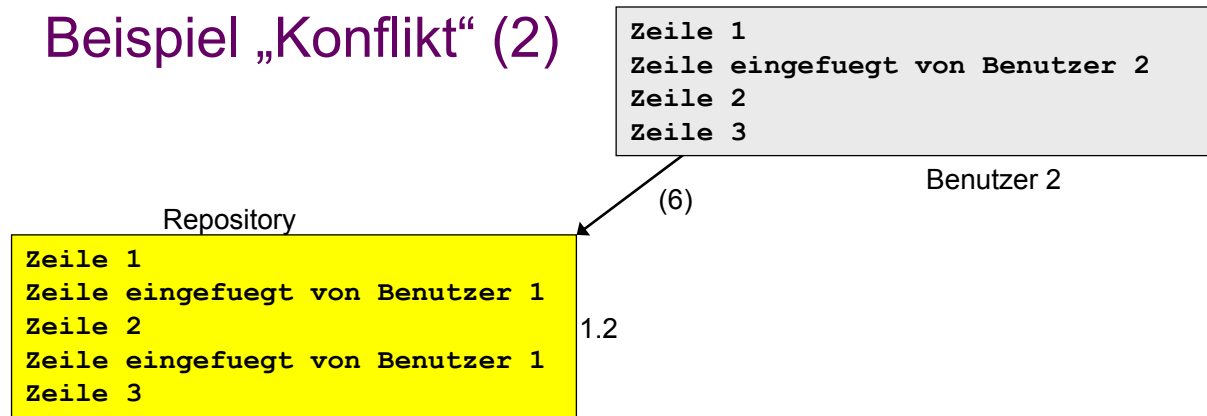 Beispiel „Konflikt“ (2)
Zeile 1
Zeile eingefuegt von Benutzer 2
Zeile 2
Zeile 3
Benutzer 2
(6)
Repository
Zeile 1
Zeile eingefuegt von Benutzer 1
Zeile 2
Zeile eingefuegt von Benutzer 1
Zeile 3
1.2